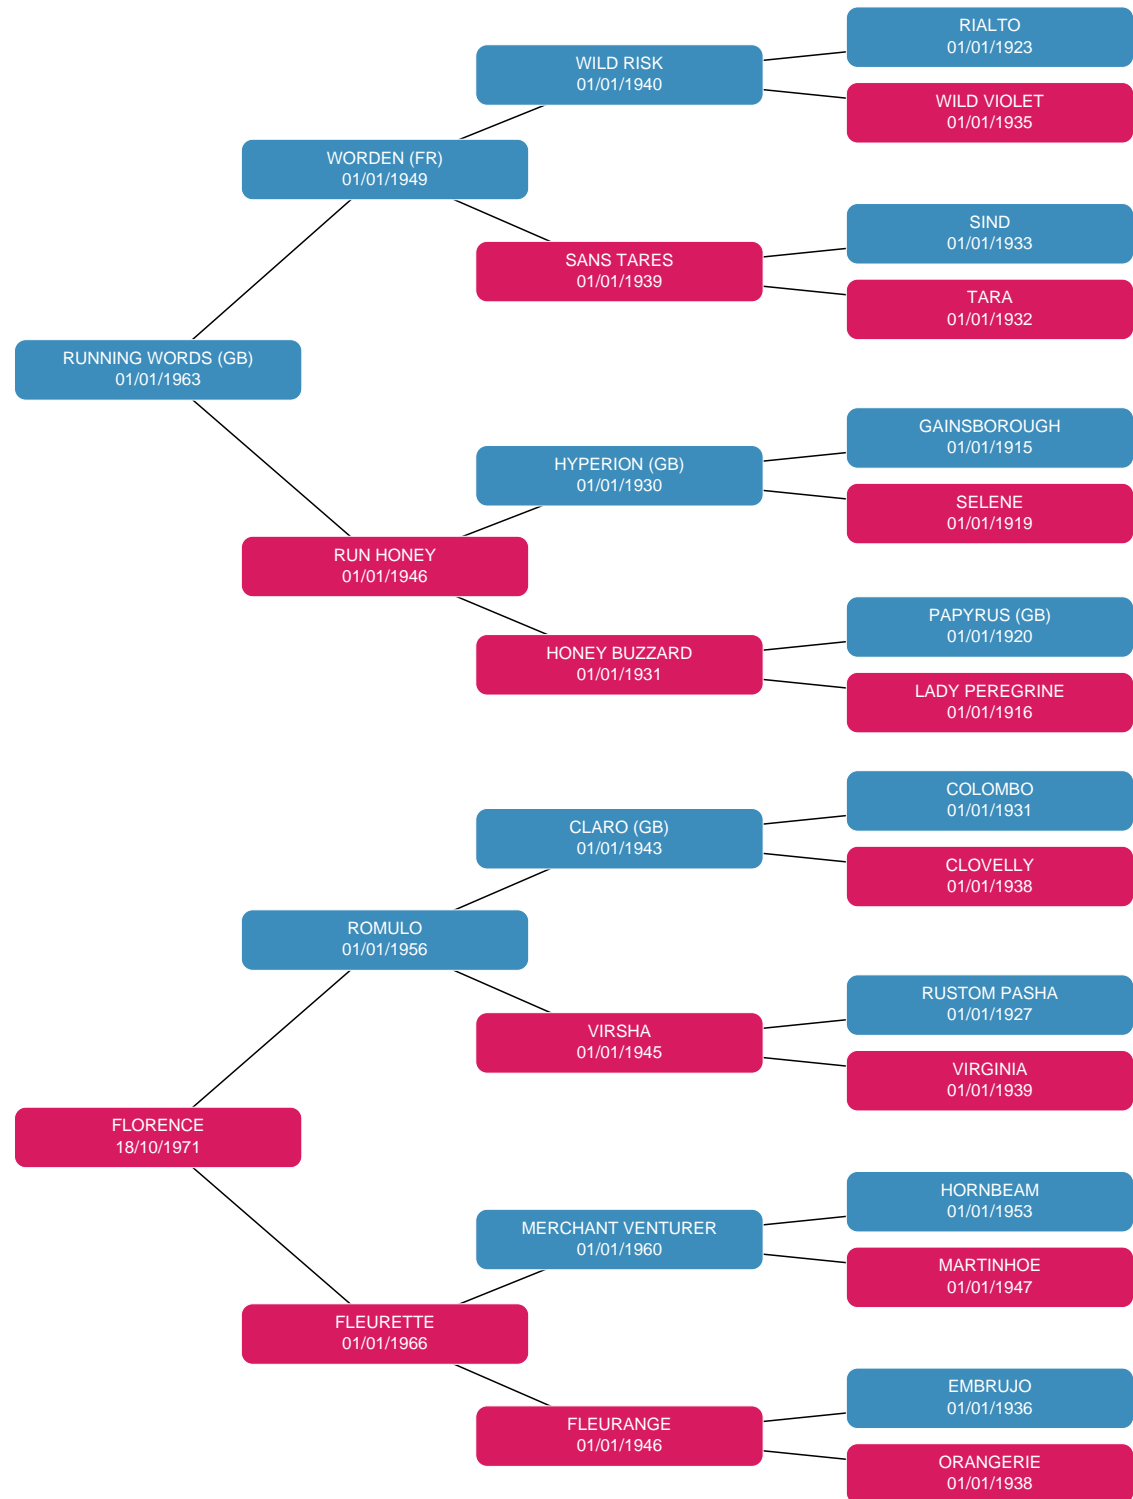 RIALTO
01/01/1923
WILD RISK
01/01/1940
WILD VIOLET
01/01/1935
WORDEN (FR)
01/01/1949
SIND
01/01/1933
SANS TARES
01/01/1939
TARA
01/01/1932
RUNNING WORDS (GB)
01/01/1963
GAINSBOROUGH
01/01/1915
HYPERION (GB)
01/01/1930
SELENE
01/01/1919
RUN HONEY
01/01/1946
PAPYRUS (GB)
01/01/1920
HONEY BUZZARD
01/01/1931
LADY PEREGRINE
01/01/1916
COLOMBO
01/01/1931
CLARO (GB)
01/01/1943
CLOVELLY
01/01/1938
ROMULO
01/01/1956
RUSTOM PASHA
01/01/1927
VIRSHA
01/01/1945
VIRGINIA
01/01/1939
FLORENCE
18/10/1971
HORNBEAM
01/01/1953
MERCHANT VENTURER
01/01/1960
MARTINHOE
01/01/1947
FLEURETTE
01/01/1966
EMBRUJO
01/01/1936
FLEURANGE
01/01/1946
ORANGERIE
01/01/1938